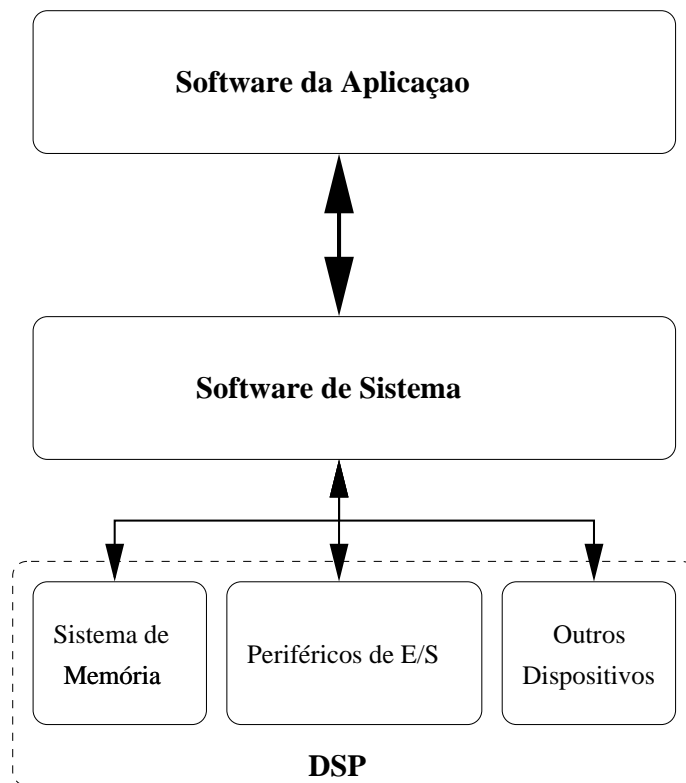 Software da Aplicaçao
Software de Sistema
Sistema de
Memória
Periféricos de E/S
Outros
Dispositivos
DSP